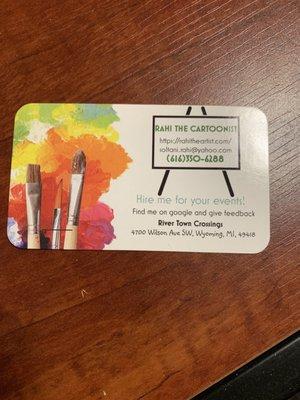 RAHI THE CARTOONIST
https://rahitheartist.com/
soltani.rahi@yahoo.com
(616)350-6288
Hire me for your events!
Find me on google and give feedback
River Town Crossings
4700 Wilson Ave SW, Wyoming, MI, 49418